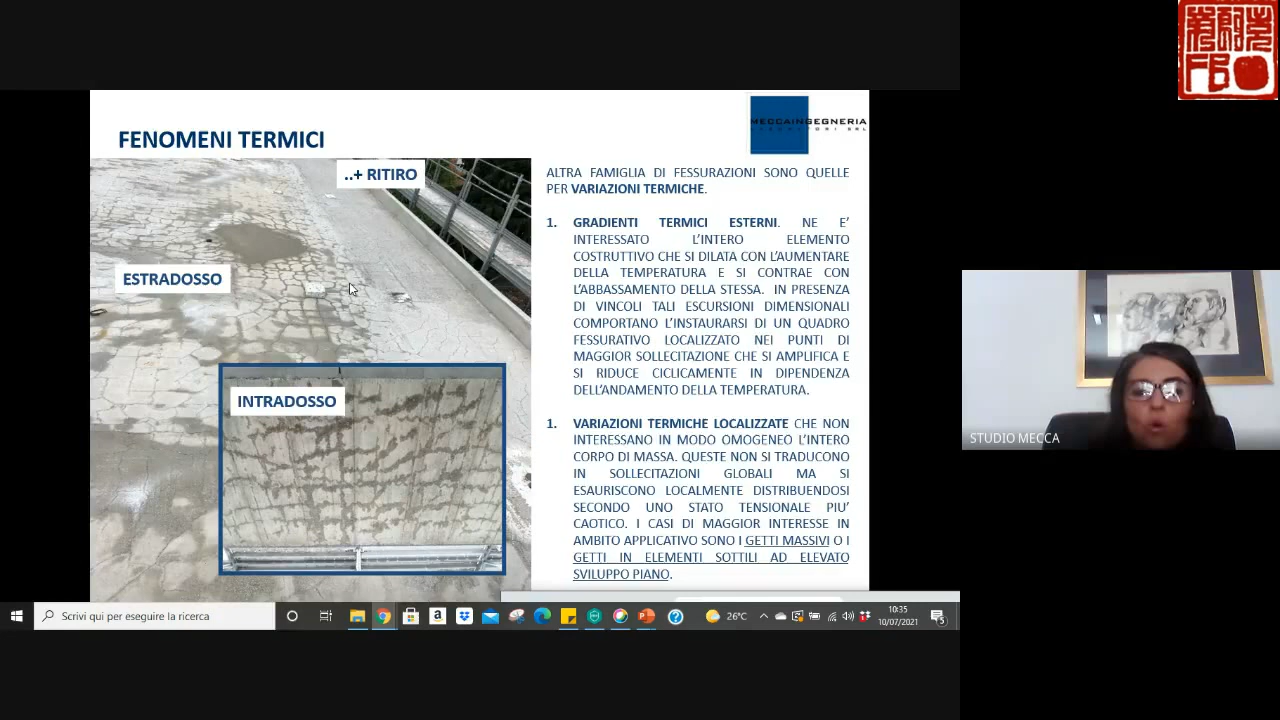 FENOMENI TERMICI
MECCAINGEGNERIA
LABORATORI SRL
..+ RITIRO
ESTRADOSSO
INTRADOSSO
ALTRA FAMIGLIA DI FESSURAZIONI SONO QUELLE
PER VARIAZIONI TERMICHE.
1. GRADIENTI TERMICI ESTERNI. NE E’
INTERESSATO L’INTERO ELEMENTO
COSTRUTTIVO CHE SI DILATA CON L’AUMENTARE
DELLA TEMPERATURA E SI CONTRAE CON
L’ABBASSAMENTO DELLA STESSA. IN PRESENZA
DI VINCOLI TALI ESCURSIONI DIMENSIONALI
COMPORTANO L’INSTAURARSI DI UN QUADRO
FESSURATIVO LOCALIZZATO NEI PUNTI DI
MAGGIOR SOLLECITAZIONE CHE SI AMPLIFICA E
SI RIDUCE CICLICAMENTE IN DIPENDENZA
DELL’ANDAMENTO DELLA TEMPERATURA.
1. VARIAZIONI TERMICHE LOCALIZZATE CHE NON
INTERESSANO IN MODO OMOGENEO L’INTERO
CORPO DI MASSA. QUESTE NON SI TRADUCONO
IN SOLLECITAZIONI GLOBALI MA SI
ESAURISCONO LOCALMENTE DISTRIBUENDOSI
SECONDO UNO STATO TENSIONALE PIU’
CAOTICO. I CASI DI MAGGIOR INTERESSE IN
AMBITO APPLICATIVO SONO I GETTI MASSIVI O I
GETTI IN ELEMENTI SOTTILI AD ELEVATO
SVILUPPO PIANO.
STUDIO MECCA
Scrivi qui per eseguire la ricerca
26°C
10:35
10/07/2021
5